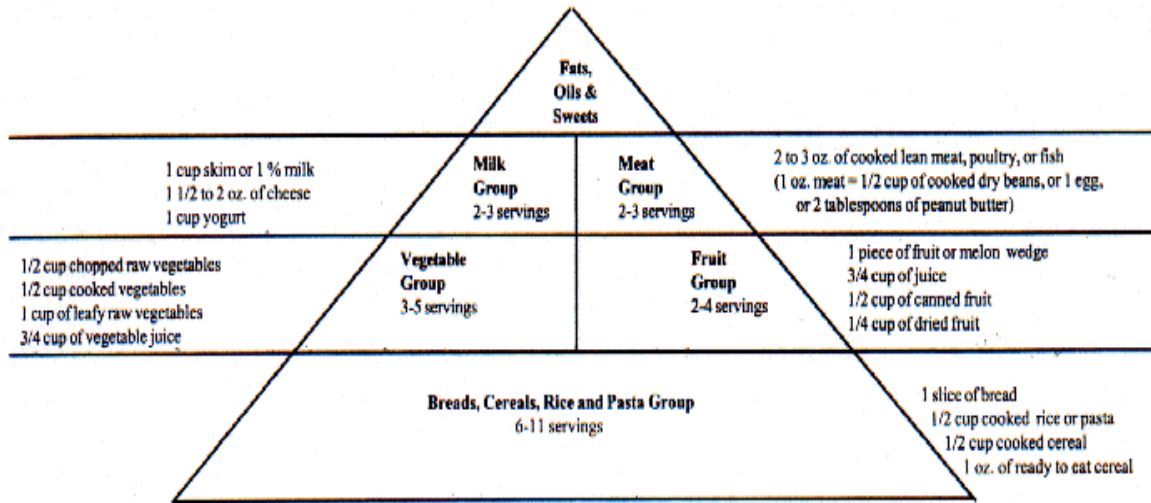 Fats,
Oils &
Sweets
1 cup skim or 1 % milk
1 1/2 to 2 oz. of cheese
1 cup yogurt
Milk
Group
2-3 servings
Meat
Group
2-3 servings
2 to 3 oz. of cooked lean meat, poultry, or fish
(1 oz. meat = 1/2 cup of cooked dry beans, or 1 egg,
or 2 tablespoons of peanut butter)
1/2 cup chopped raw vegetables
1/2 cup cooked vegetables
1 cup of leafy raw vegetables
3/4 cup of vegetable juice
Vegetable
Group
3-5 servings
Fruit
Group
2-4 servings
1 piece of fruit or melon wedge
3/4 cup of juice
1/2 cup of canned fruit
1/4 cup of dried fruit
Breads, Cereals, Rice and Pasta Group
6-11 servings
1 slice of bread
1/2 cup cooked rice or pasta
1/2 cup cooked cereal
1 oz. of ready to eat cereal